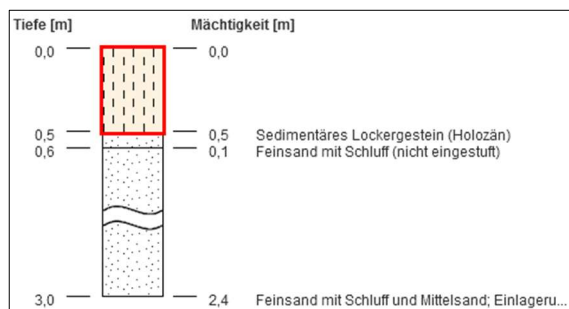 Tiefe [m] Mächtigkeit [m]
0,0 0,0
0,5 0,5 Sedimentäres Lockergestein (Holozän)
0,6 0,1 Feinsand mit Schluff (nicht eingestuft)
3,0 2,4 Feinsand mit Schluff und Mittelsand; Einlageru...